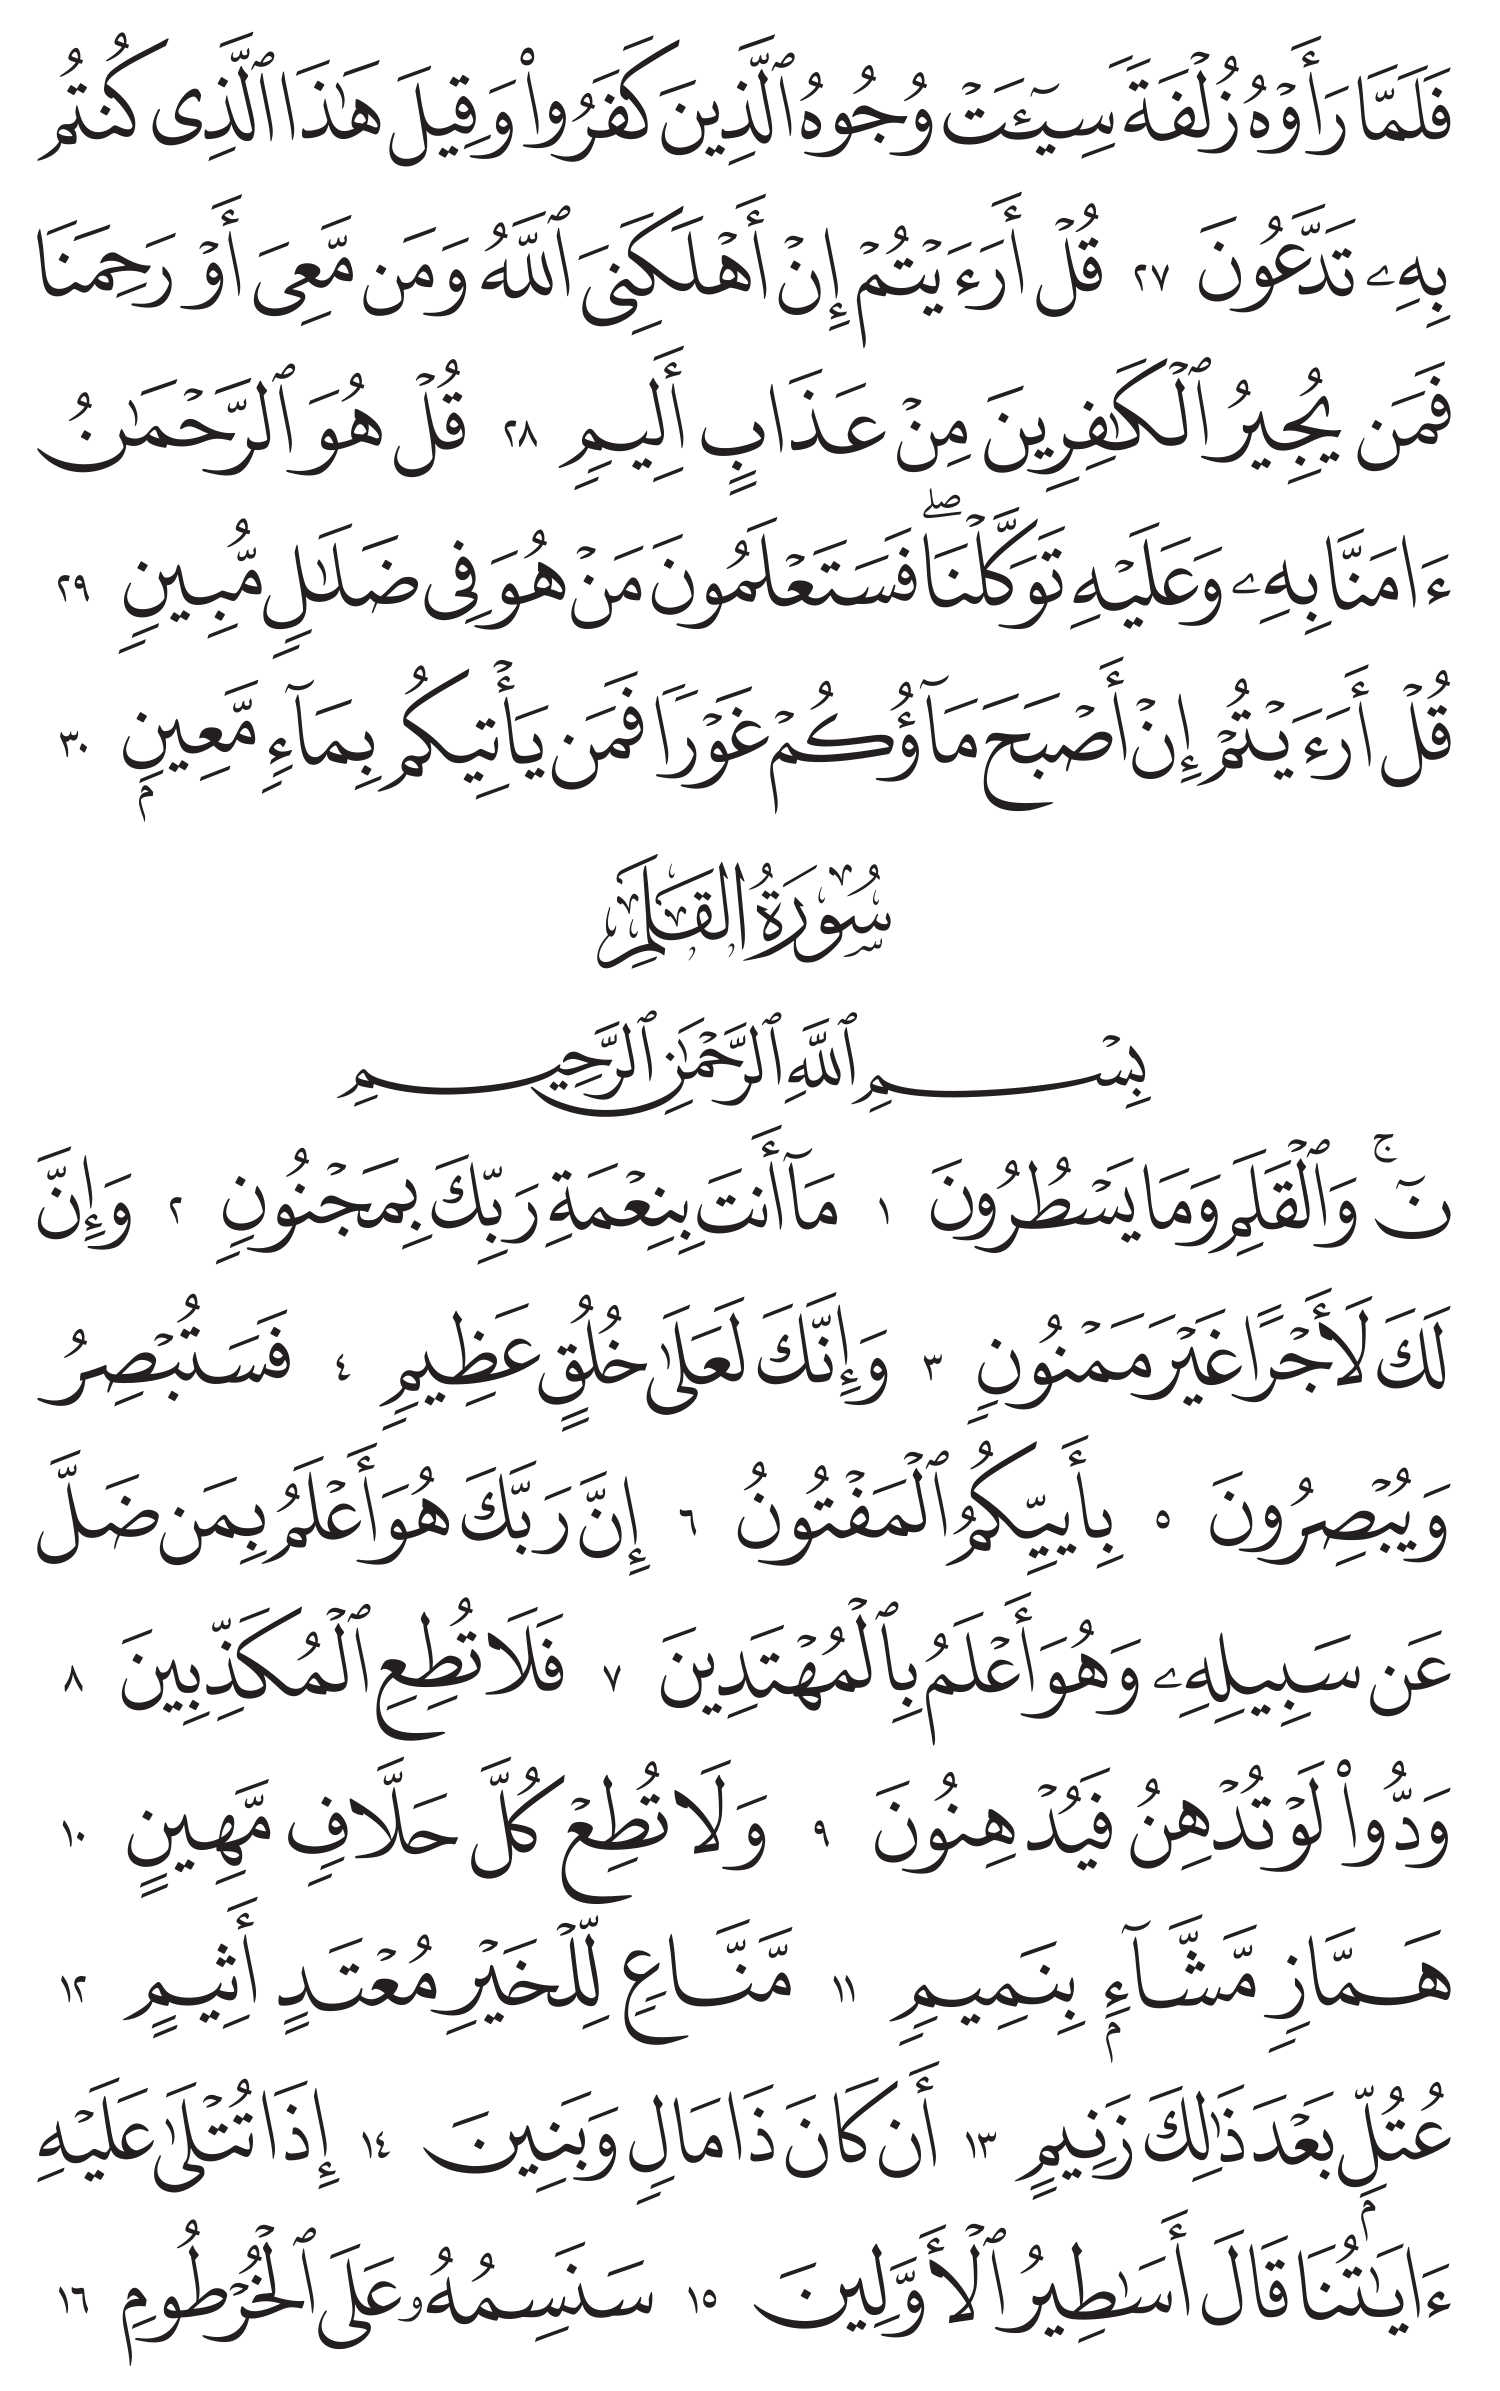 فَلَمَّا رَأَوۡهُ زُلۡفَةٗ سِيٓـَٔتۡ وُجُوهُ ٱلَّذِينَ كَفَرُواْ وَقِيلَ هَٰذَا ٱلَّذِي كُنتُم
بِهِۦ تَدَّعُونَ ٢٧ قُلۡ أَرَءَيۡتُمۡ إِنۡ أَهۡلَكَنِيَ ٱللَّهُ وَمَن مَّعِيَ أَوۡ رَحِمَنَا
فَمَن يُجِيرُ ٱلۡكَٰفِرِينَ مِنۡ عَذَابٍ أَلِيمٖ ٢٨ قُلۡ هُوَ ٱلرَّحۡمَٰنُ
ءَامَنَّا بِهِۦ وَعَلَيۡهِ تَوَكَّلۡنَاۖ فَسَتَعۡلَمُونَ مَنۡ هُوَ فِي ضَلَٰلٖ مُّبِينٖ ٢٩
قُلۡ أَرَءَيۡتُمۡ إِنۡ أَصۡبَحَ مَآؤُكُمۡ غَوۡرٗا فَمَن يَأۡتِيكُم بِمَآءٖ مَّعِينِۭ ٣٠
سُورَةُ القَلَمِ
بِسۡمِ ٱللَّهِ ٱلرَّحۡمَٰنِ ٱلرَّحِيمِ
نٓۚ وَٱلۡقَلَمِ وَمَا يَسۡطُرُونَ ١ مَآ أَنتَ بِنِعۡمَةِ رَبِّكَ بِمَجۡنُونٖ ٢ وَإِنَّ
لَكَ لَأَجۡرًا غَيۡرَ مَمۡنُونٖ ٣ وَإِنَّكَ لَعَلَىٰ خُلُقٍ عَظِيمٖ ٤ فَسَتُبۡصِرُ
وَيُبۡصِرُونَ ٥ بِأَييِّكُمُ ٱلۡمَفۡتُونُ ٦ إِنَّ رَبَّكَ هُوَ أَعۡلَمُ بِمَن ضَلَّ
عَن سَبِيلِهِۦ وَهُوَ أَعۡلَمُ بِٱلۡمُهۡتَدِينَ ٧ فَلَا تُطِعِ ٱلۡمُكَذِّبِينَ ٨
وَدُّواْ لَوۡ تُدۡهِنُ فَيُدۡهِنُونَ ٩ وَلَا تُطِعۡ كُلَّ حَلَّافٖ مَّهِينٍ ١٠
هَمَّازٖ مَّشَّآءِۭ بِنَمِيمٖ ١١ مَّنَّاعٖ لِّلۡخَيۡرِ مُعۡتَدٍ أَثِيمٍ ١٢
عُتُلِّۭ بَعۡدَ ذَٰلِكَ زَنِيمٍ ١٣ أَن كَانَ ذَا مَالٖ وَبَنِينَ ١٤ إِذَا تُتۡلَىٰ عَلَيۡهِ
ءَايَٰتُنَا قَالَ أَسَٰطِيرُ ٱلۡأَوَّلِينَ ١٥ سَنَسِمُهُۥ عَلَى ٱلۡخُرۡطُومِ ١٦